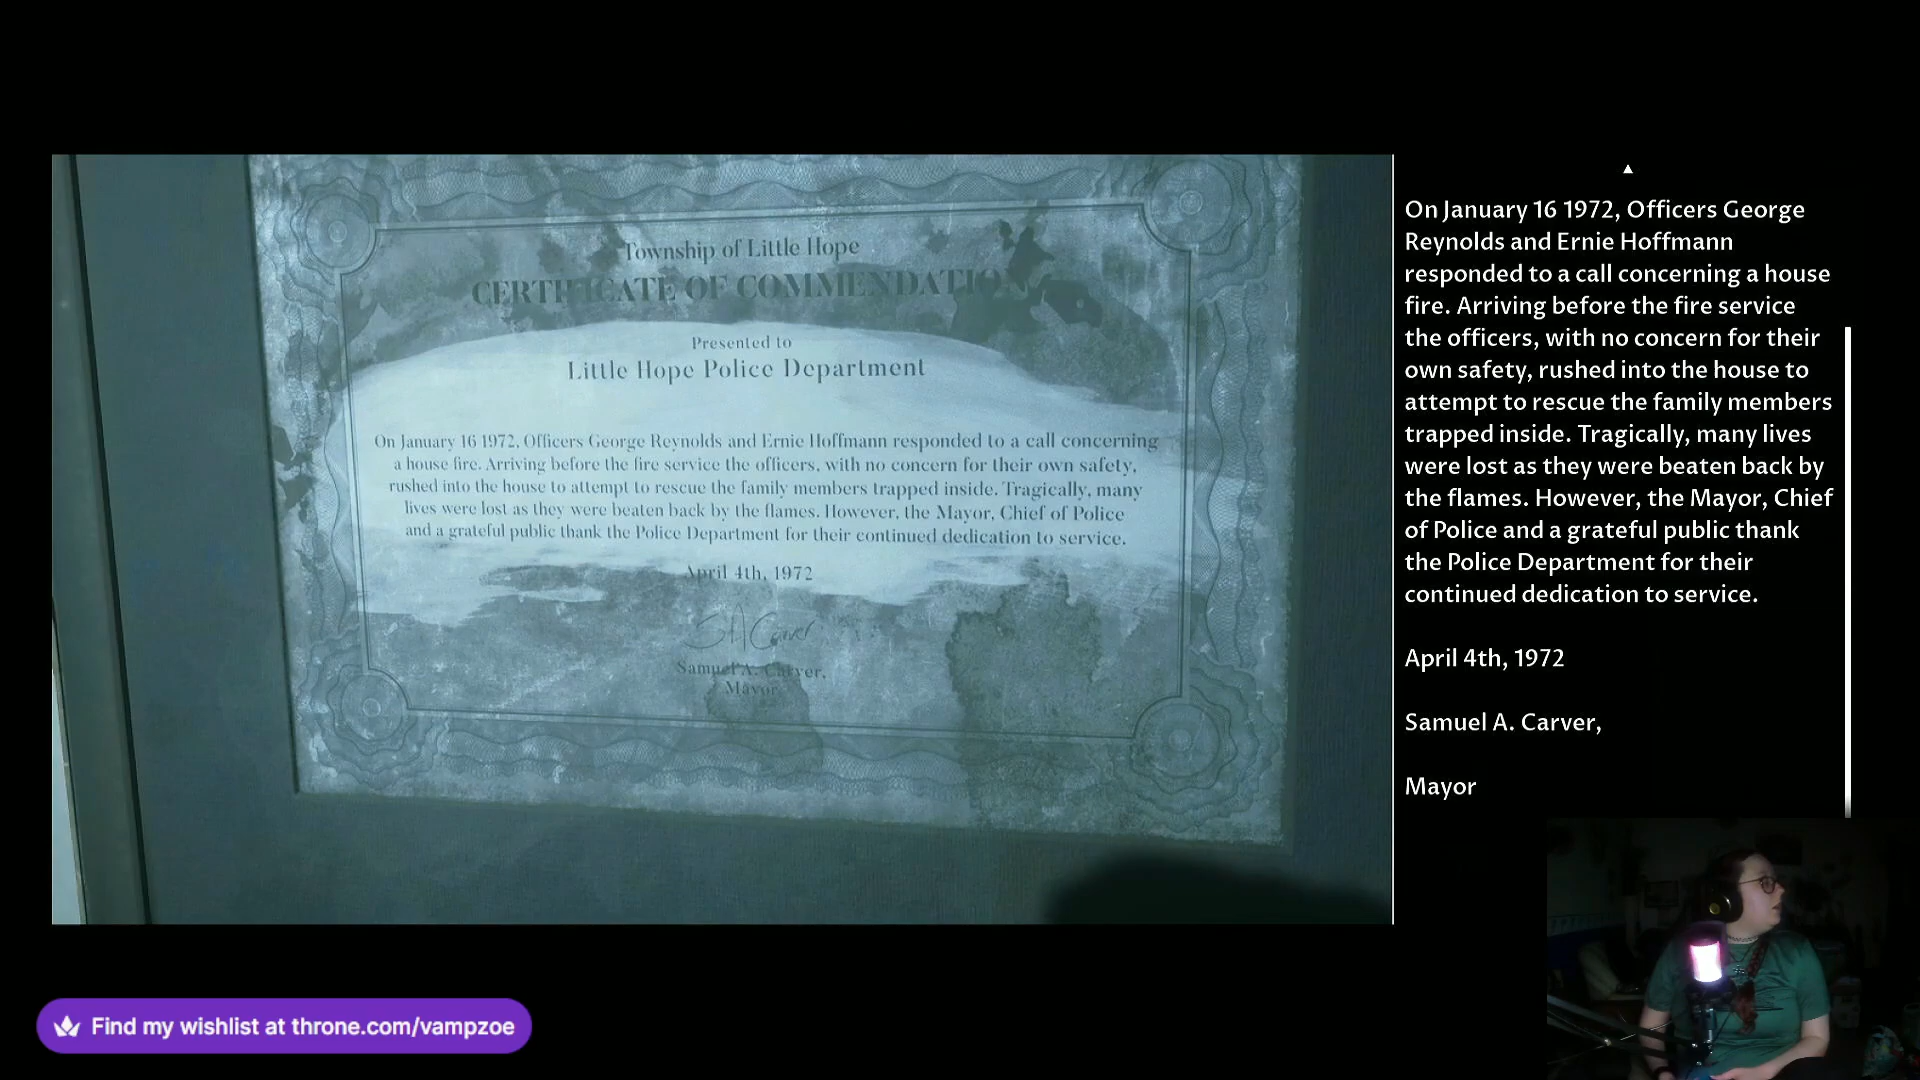 Township of Little Hope
CERTIFICATE OF COMMENDATION
Presented to
Little Hope Police Department
On January 16 1972, Officers George Reynolds and Ernie Hoffmann responded to a call concerning
a house fire. Arriving before the fire service the officers, with no concern for their own safety,
rushed into the house to attempt to rescue the family members trapped inside. Tragically, many
lives were lost as they were beaten back by the flames. However, the Mayor, Chief of Police
and a grateful public thank the Police Department for their continued dedication to service.
April 4th, 1972
SACarver
Samuel A. Carver,
Mayor
On January 16 1972, Officers George
Reynolds and Ernie Hoffmann
responded to a call concerning a house
fire. Arriving before the fire service
the officers, with no concern for their
own safety, rushed into the house to
attempt to rescue the family members
trapped inside. Tragically, many lives
were lost as they were beaten back by
the flames. However, the Mayor, Chief
of Police and a grateful public thank
the Police Department for their
continued dedication to service.
April 4th, 1972
Samuel A. Carver,
Mayor
Find my wishlist at throne.com/vampzoe